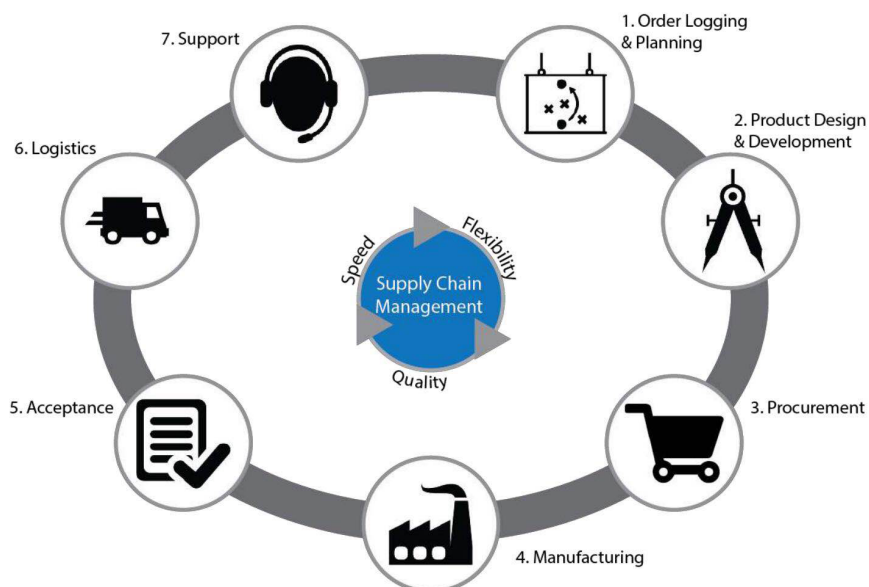 7. Support
1. Order Logging
& Planning
2. Product Design
& Development
6. Logistics
Speed
Flexibility
Supply Chain
Management
Quality
5. Acceptance
3. Procurement
4. Manufacturing